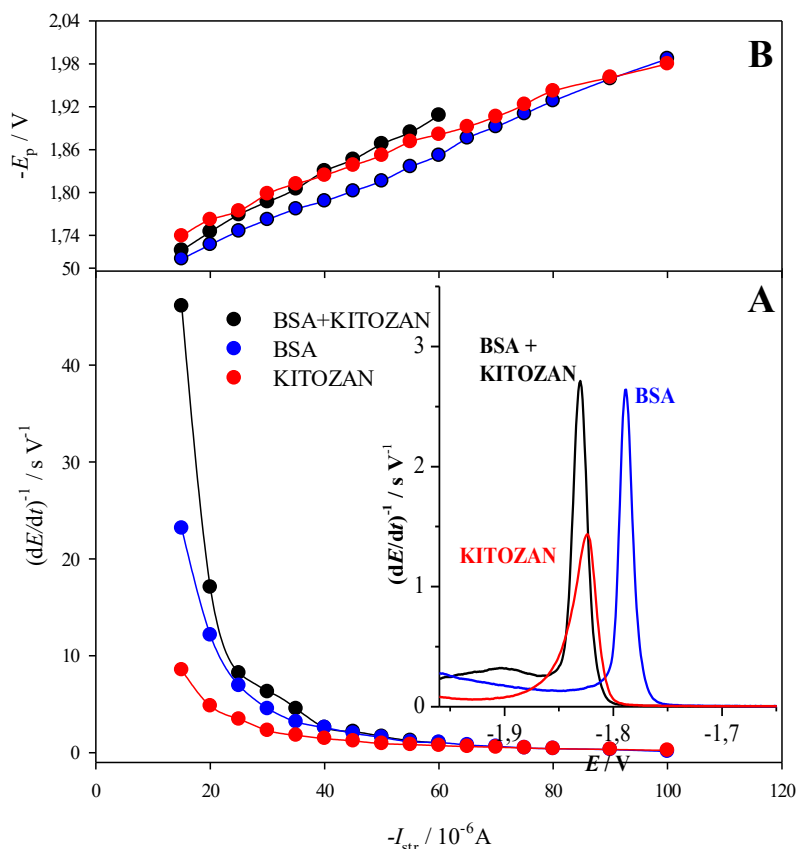 2,04
B
1,98
1,92
1,86
1,80
1,74
-Ep / V
50
A
40
30
20
10
0
(dE/dt)-1 / s V-1
BSA+KITOZAN
BSA
KITOZAN
3
2
1
0
(dE/dt)-1 / s V-1
BSA +
KITOZAN
BSA
KITOZAN
-1,9 -1,8 -1,7
E / V
0 20 40 60 80 100 120
-Istr / 10-6A